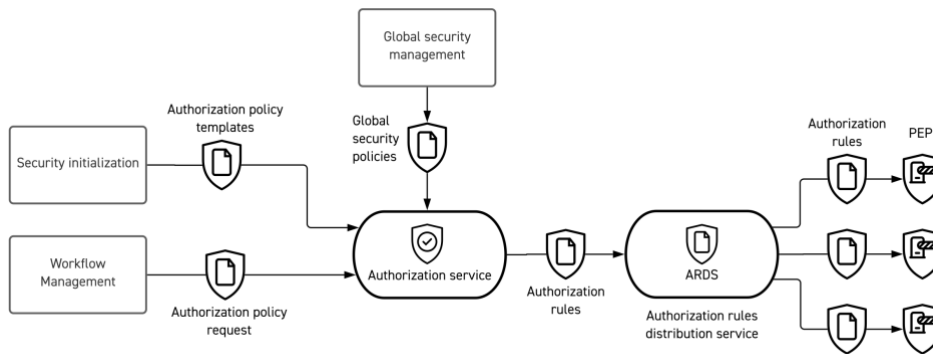 Global security
management
Authorization policy
templates
Global
security
policies
Authorization
rules
PEP
Security initialization
Workflow
Management
Authorization service
ARDS
Authorization policy
request
Authorization
rules
Authorization rules
distribution service